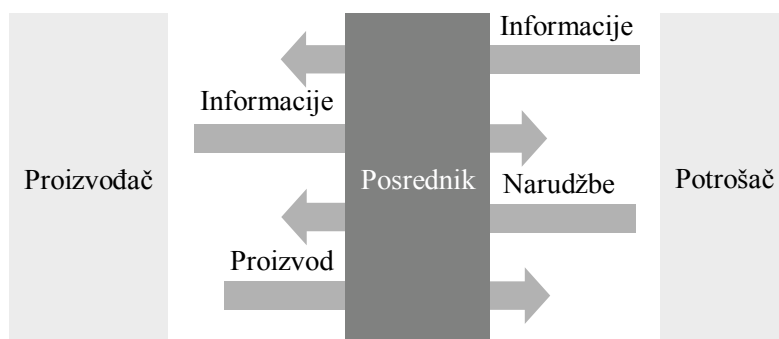 Informacije
Informacije
Proizvođač
Posrednik
Narudžbe
Potrošač
Proizvod